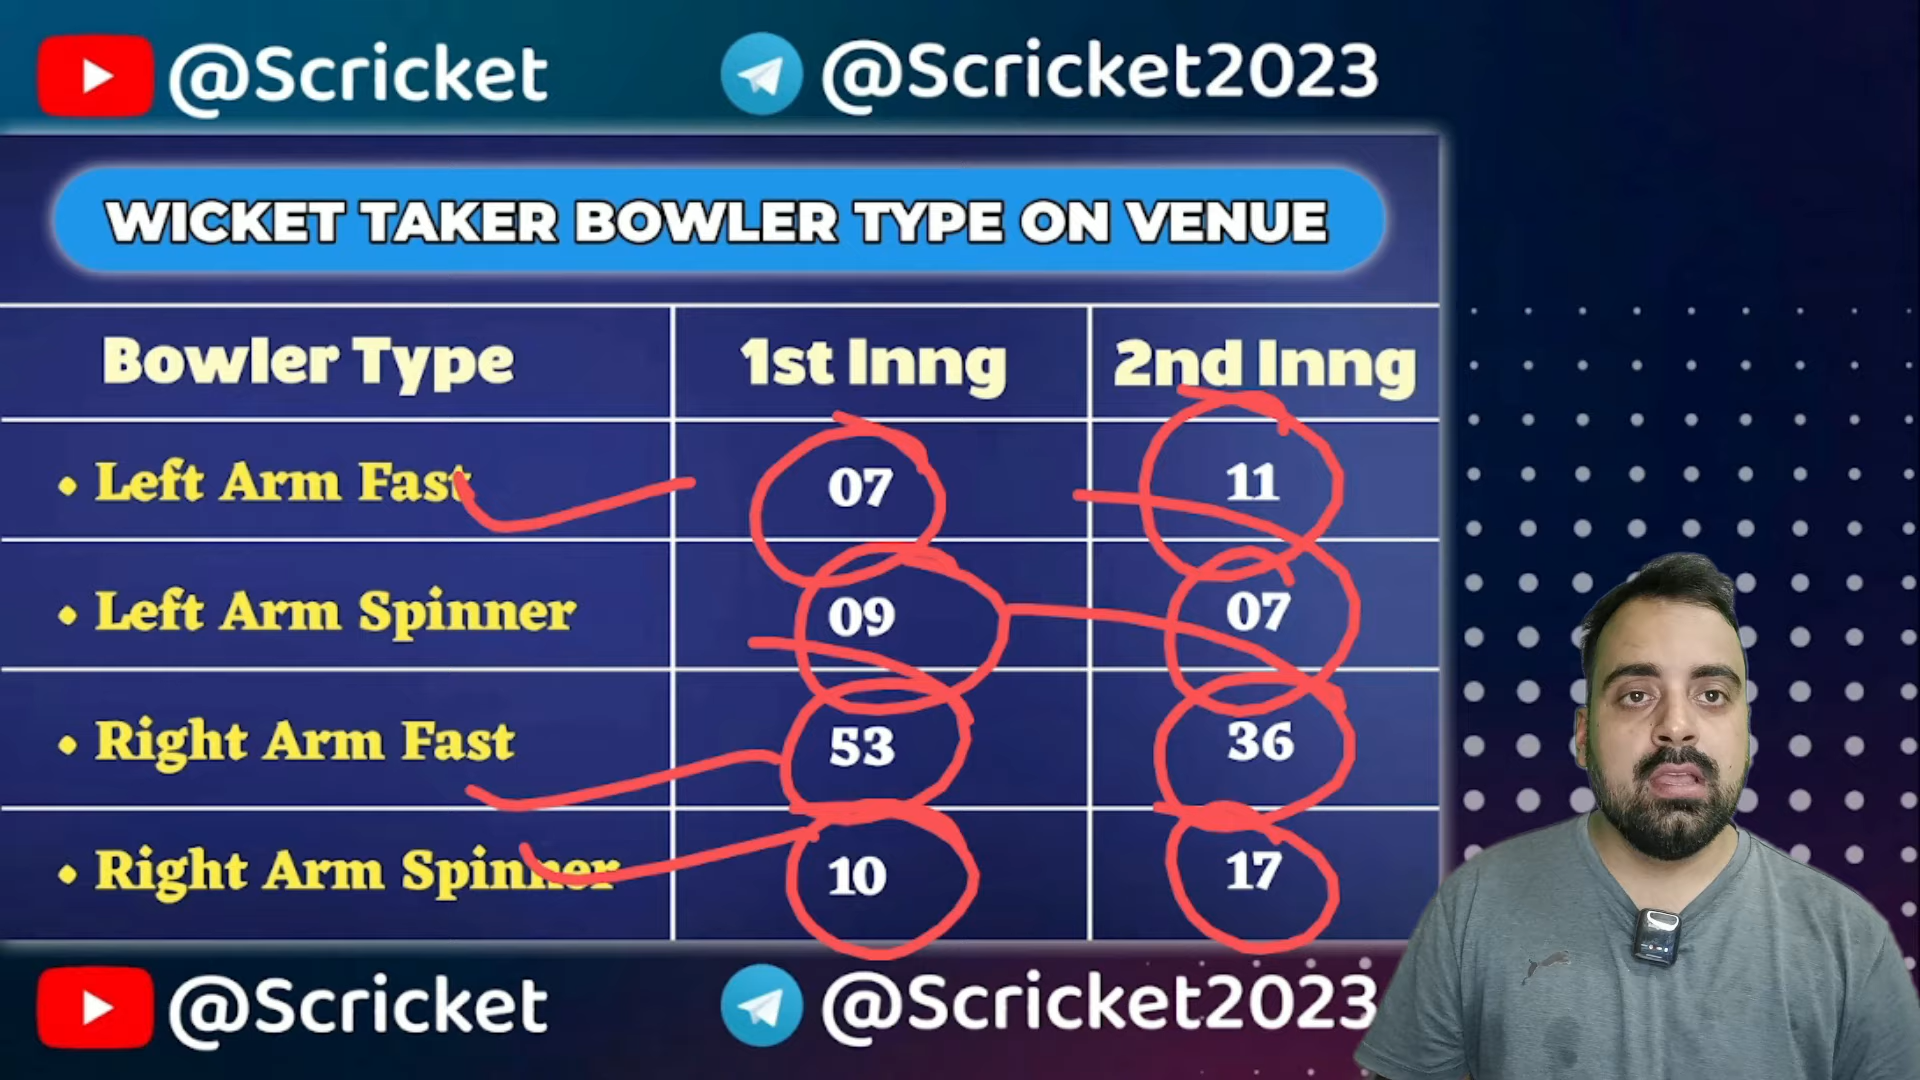 @Scricket @Scricket2023
WICKET TAKER BOWLER TYPE ON VENUE
Bowler Type 1st Inng 2nd Inng
• Left Arm Fast 07 11
• Left Arm Spinner 09 07
• Right Arm Fast 53 36
• Right Arm Spinner 10 17
@Scricket @Scricket2023